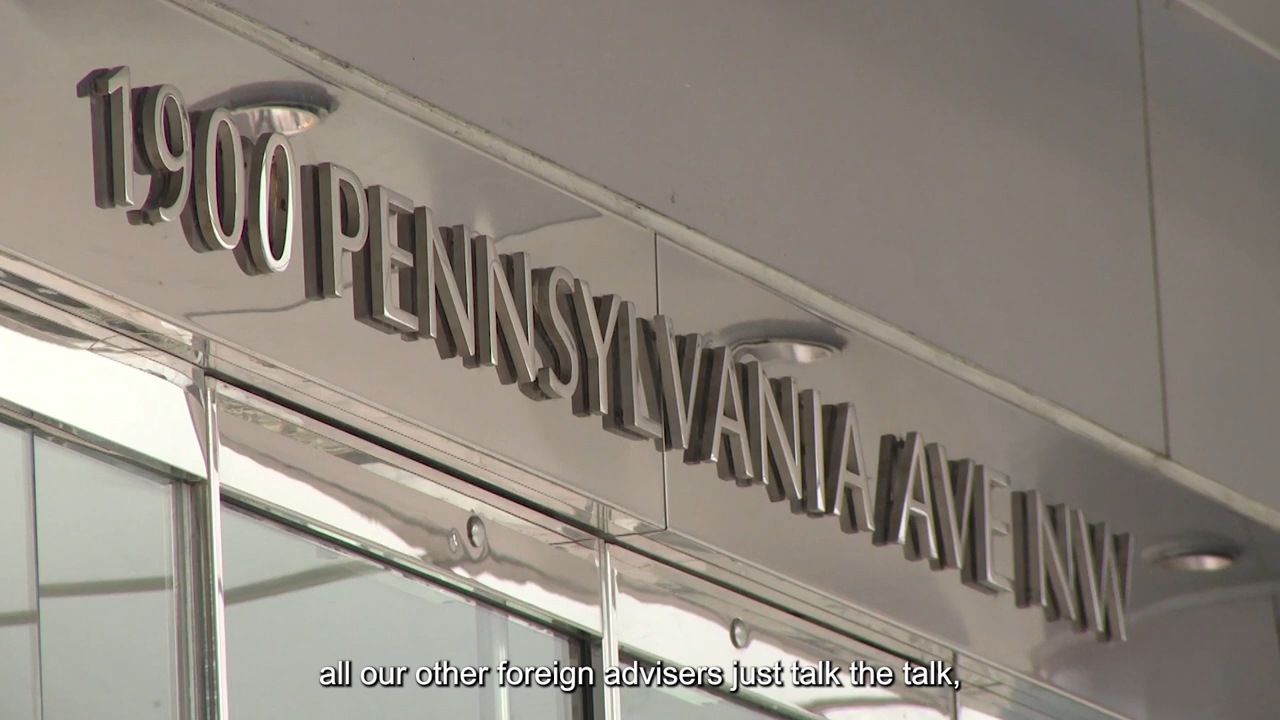 1900 PENNSYLVANIA AVE NW
all our other foreign advisers just talk the talk,